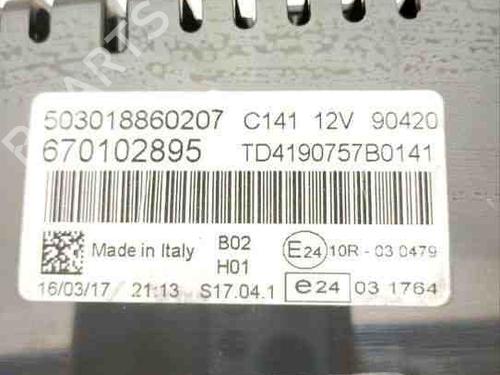 503018860207 C141 12V 90420
670102895 TD4190757B0141
Made in Italy B02 E24 10R - 03 0479
H01
16/03/17 21:13 S17.04.1 e24 03 1764